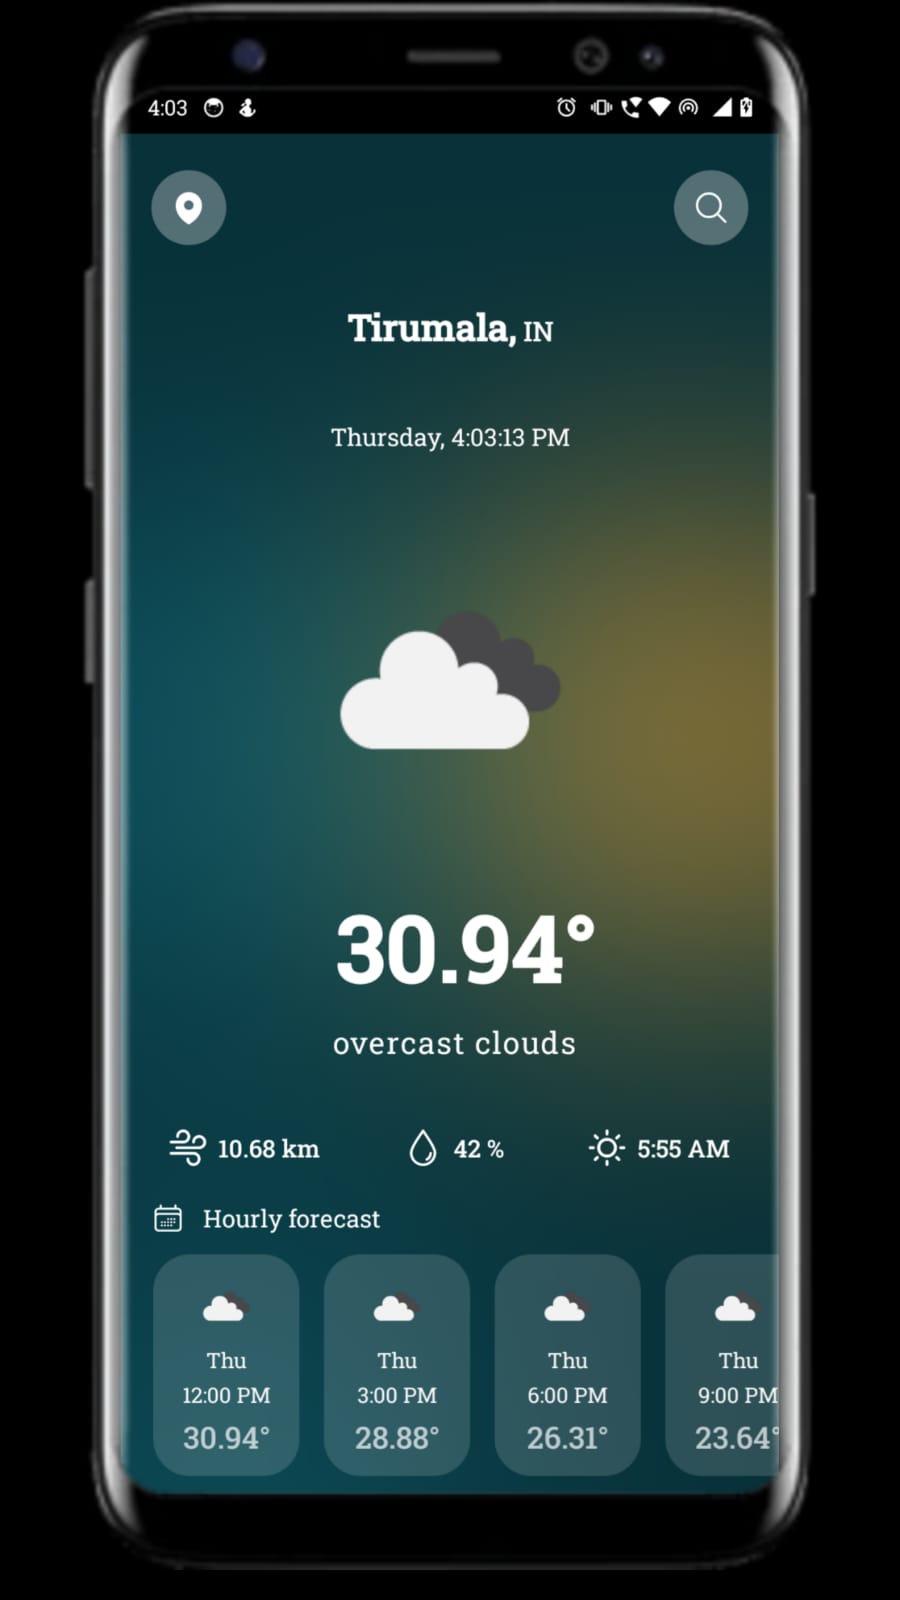 4:03
Tirumala, IN
Thursday, 4:03:13 PM
30.94°
overcast clouds
10.68 km 42 % 5:55 AM
Hourly forecast
Thu Thu Thu Thu
12:00 PM 3:00 PM 6:00 PM 9:00 PM
30.94° 28.88° 26.31° 23.64°